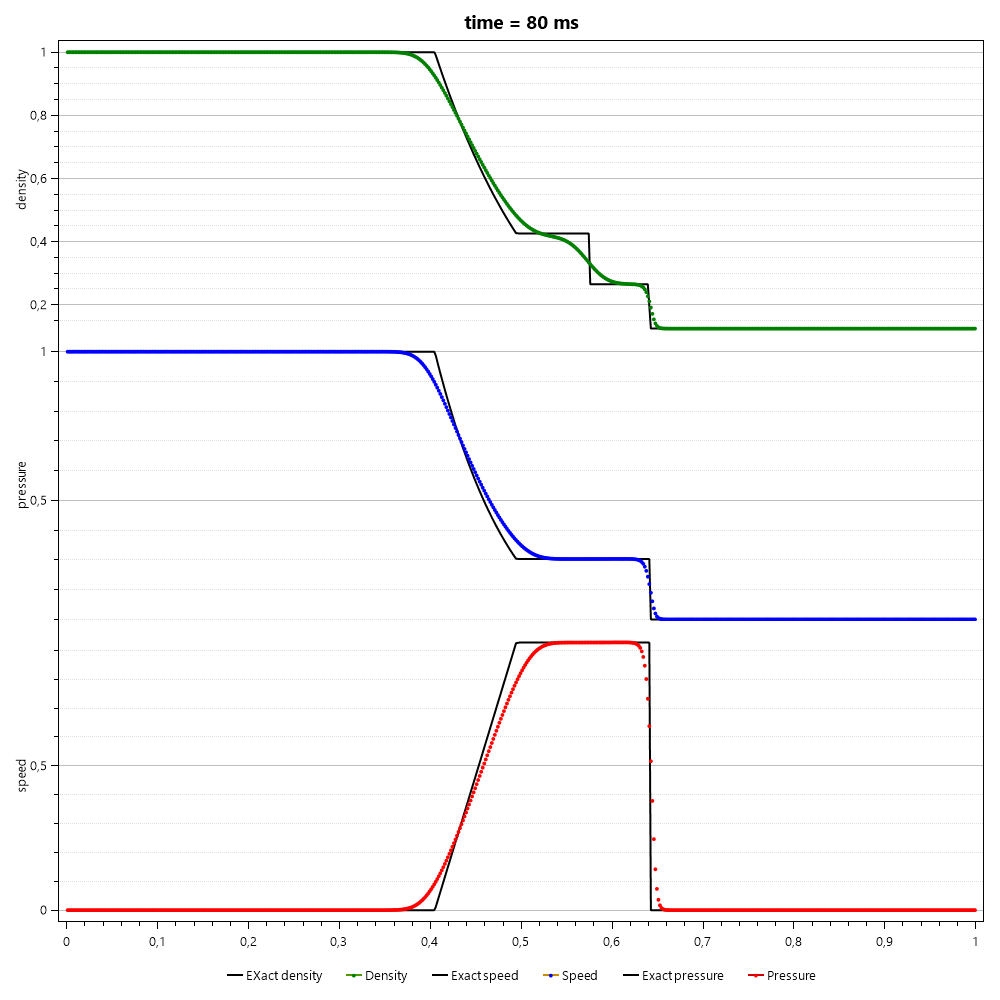 time = 80 ms
1
0,8
0,6
0,4
0,2
density
1
0,5
pressure
0,5
0
speed
0 0,1 0,2 0,3 0,4 0,5 0,6 0,7 0,8 0,9 1
EXact density Density Exact speed Speed Exact pressure Pressure